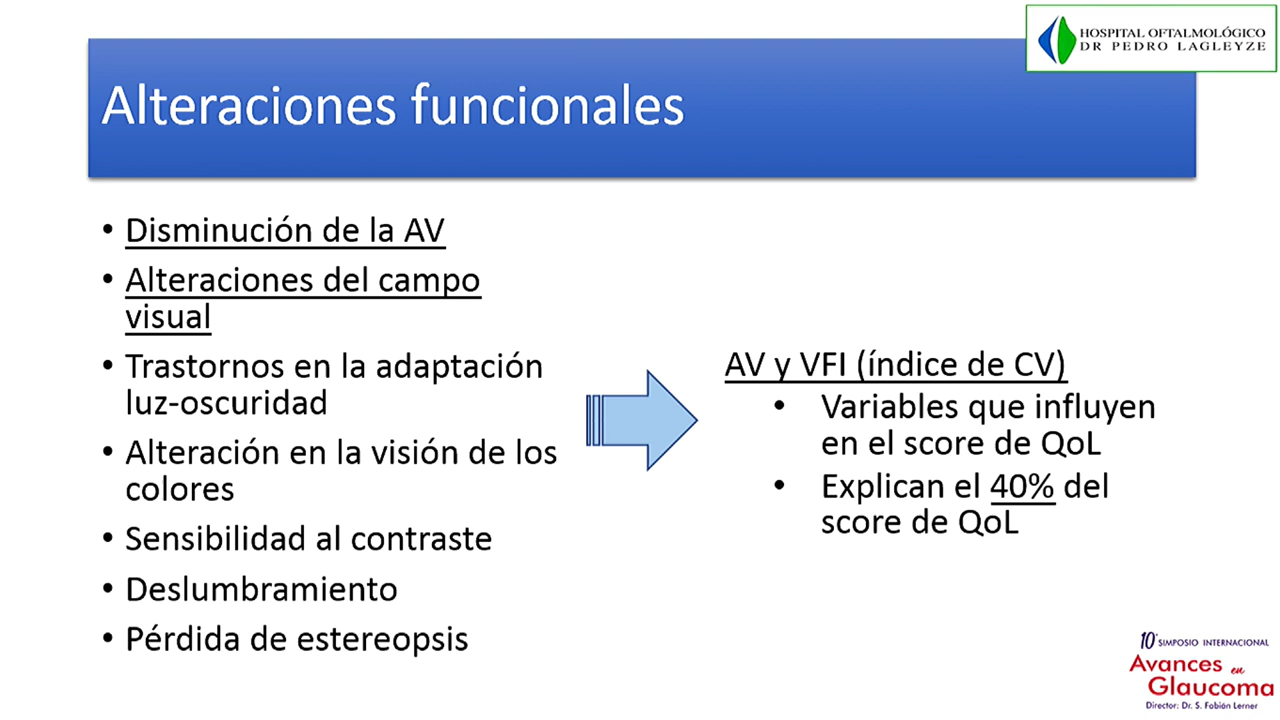 HOSPITAL OFTALMOLÓGICO
DR PEDRO LAGLEYZE
Alteraciones funcionales
• Disminución de la AV
• Alteraciones del campo
visual
• Trastornos en la adaptación
luz-oscuridad
• Alteración en la visión de los
colores
• Sensibilidad al contraste
• Deslumbramiento
• Pérdida de estereopsis
AV y VFI (índice de CV)
• Variables que influyen
en el score de QoL
• Explican el 40% del
score de QoL
10° SIMPOSIO INTERNACIONAL
Avances en
Glaucoma
Director: Dr. S. Fabián Lerner